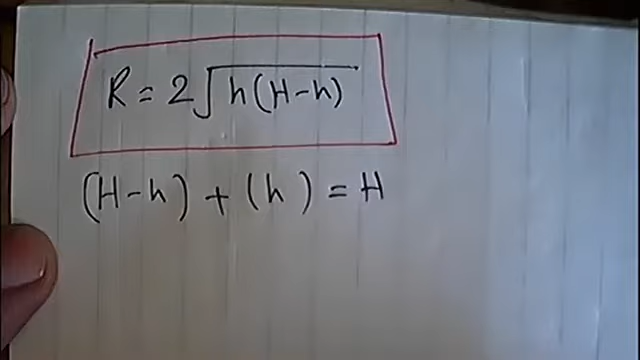 R = 2√h(H-h)
(H-h) + (h) = H